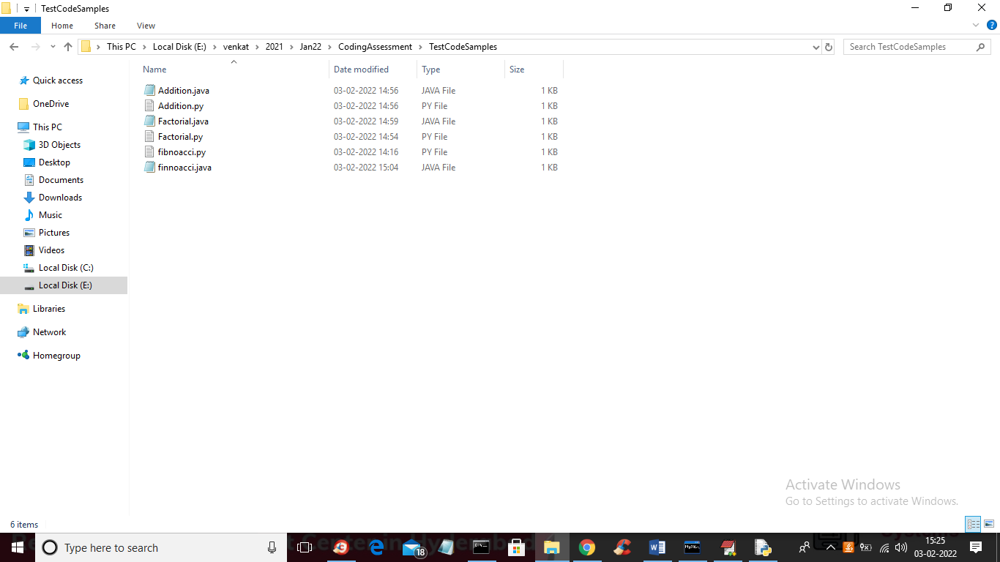 TestCodeSamples
File Home Share View
This PC Local Disk (E:) venkat 2021 Jan22 CodingAssessment TestCodeSamples
Search TestCodeSamples
Name Date modified Type Size
Quick access
OneDrive
This PC
3D Objects
Desktop
Documents
Downloads
Music
Pictures
Videos
Local Disk (C:)
Local Disk (E:)
Libraries
Network
Homegroup
Addition.java 03-02-2022 14:56 JAVA File 1 KB
Addition.py 03-02-2022 14:56 PY File 1 KB
Factorial.java 03-02-2022 14:59 JAVA File 1 KB
Factorial.py 03-02-2022 14:54 PY File 1 KB
fibnoacci.py 03-02-2022 14:16 PY File 1 KB
finnoacci.java 03-02-2022 15:04 JAVA File 1 KB
Activate Windows
Go to Settings to activate Windows.
6 items
Type here to search
18
MySQL
15:25
03-02-2022